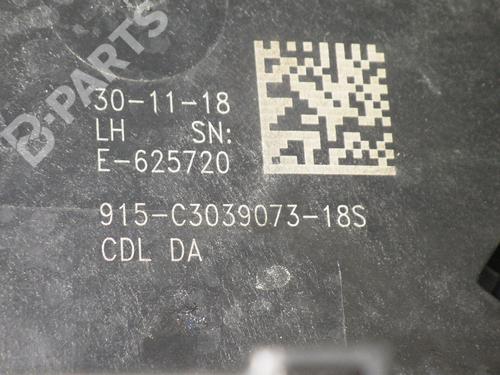 B-PARTS
30-11-18
LH SN:
E-625720
915-C3039073-18S
CDL DA